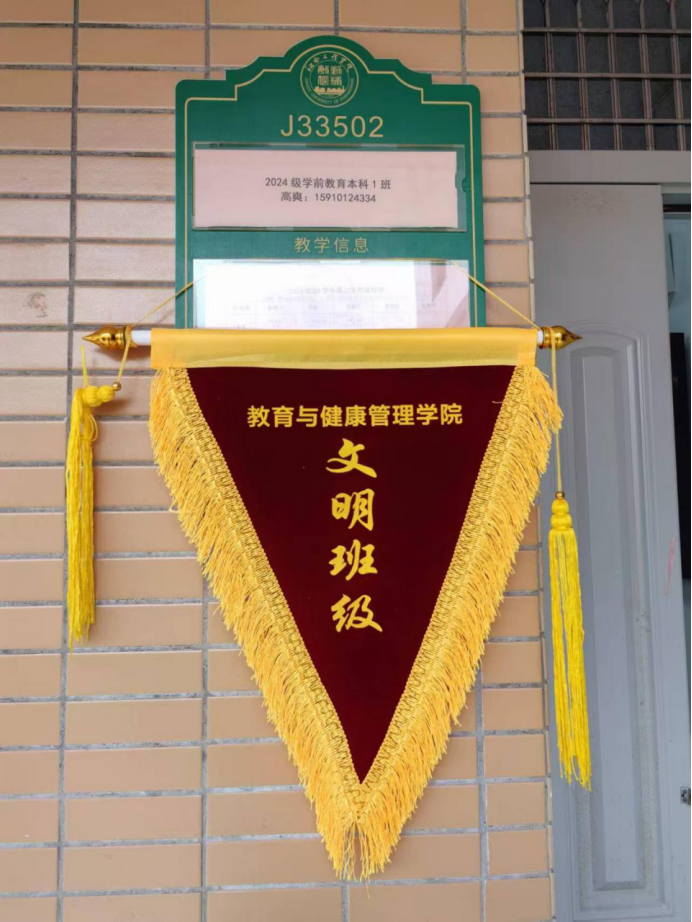 J33502
2024 级学前教育本科 1 班
高爽：15910124334
教学信息
教育与健康管理学院
文明班级